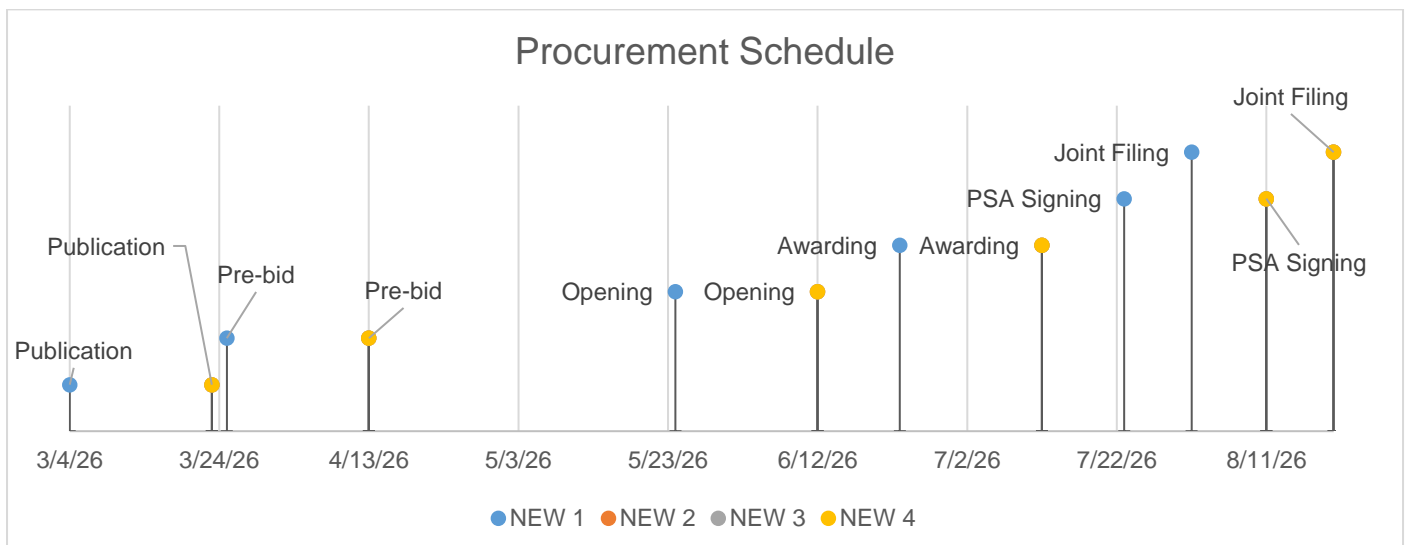 Procurement Schedule
Joint Filing
Joint Filing
PSA Signing
Publication
Awarding
Awarding
Pre-bid
PSA Signing
Pre-bid
Opening
Opening
Publication
3/4/26
3/24/26
4/13/26
5/3/26
5/23/26
6/12/26
7/2/26
7/22/26
8/11/26
NEW 1
NEW 2
NEW 3
NEW 4